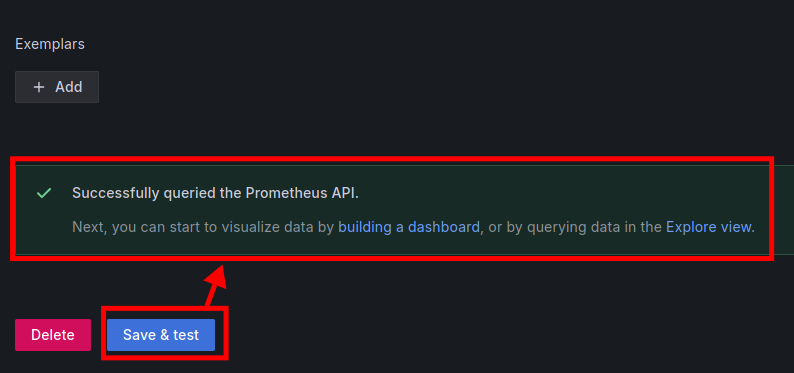 Exemplars
+ Add
Successfully queried the Prometheus API.
Next, you can start to visualize data by building a dashboard, or by querying data in the Explore view.
Delete
Save & test